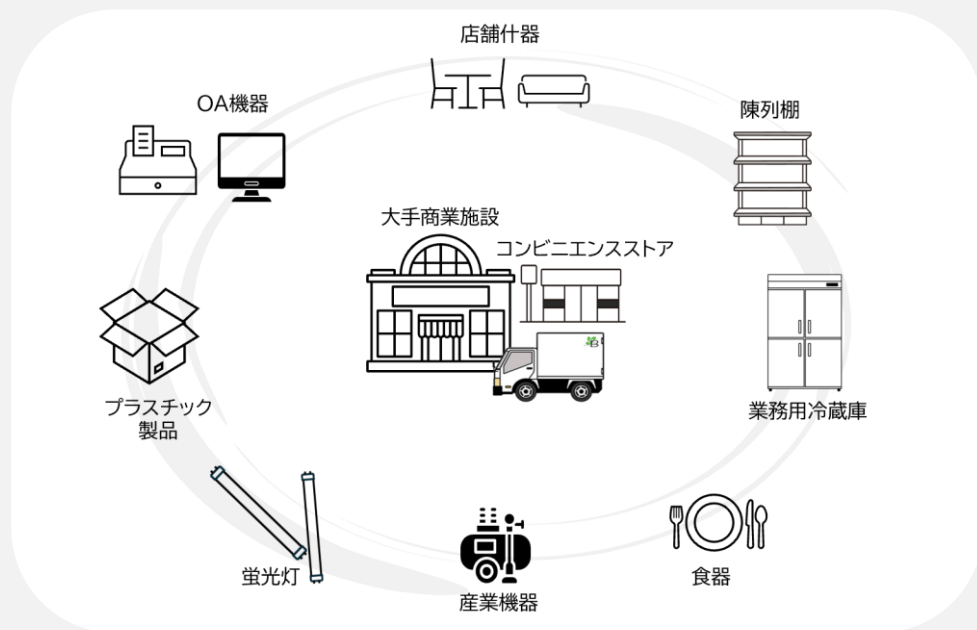 店舗什器
OA機器
陳列棚
大手商業施設
コンビニエンスストア
プラスチック
製品
業務用冷蔵庫
蛍光灯
産業機器
食器